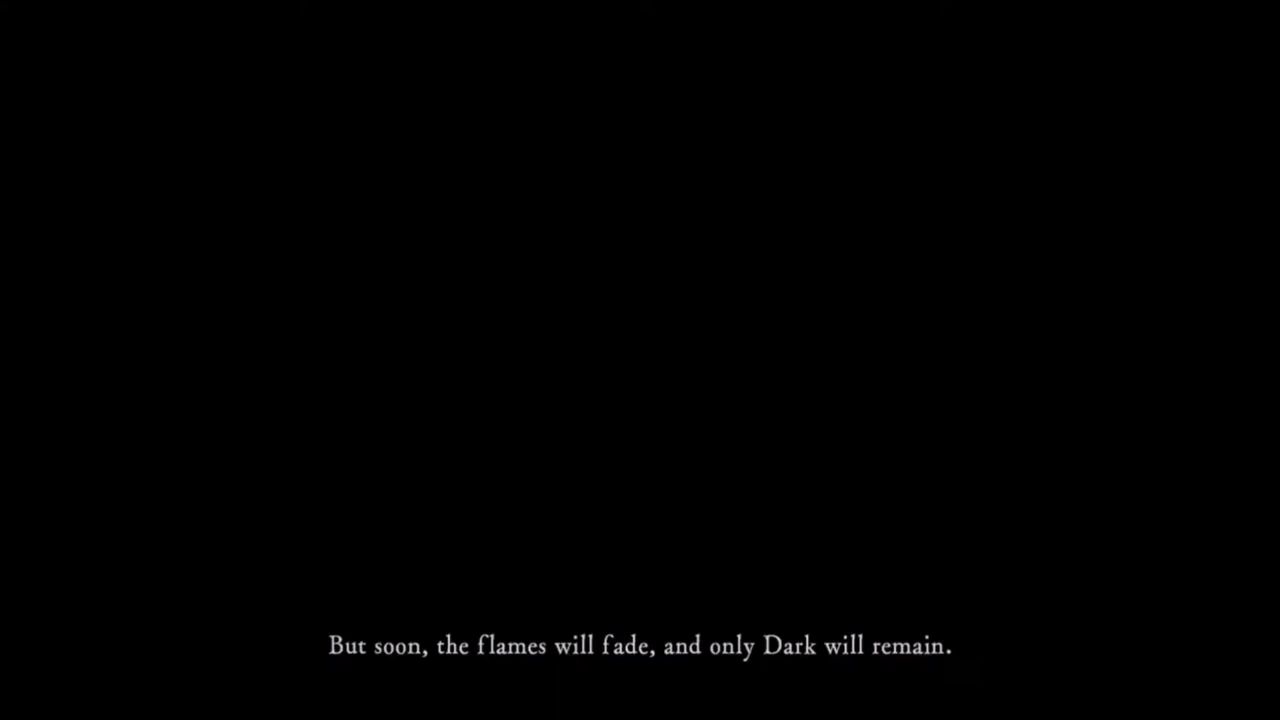 But soon, the flames will fade, and only Dark will remain.